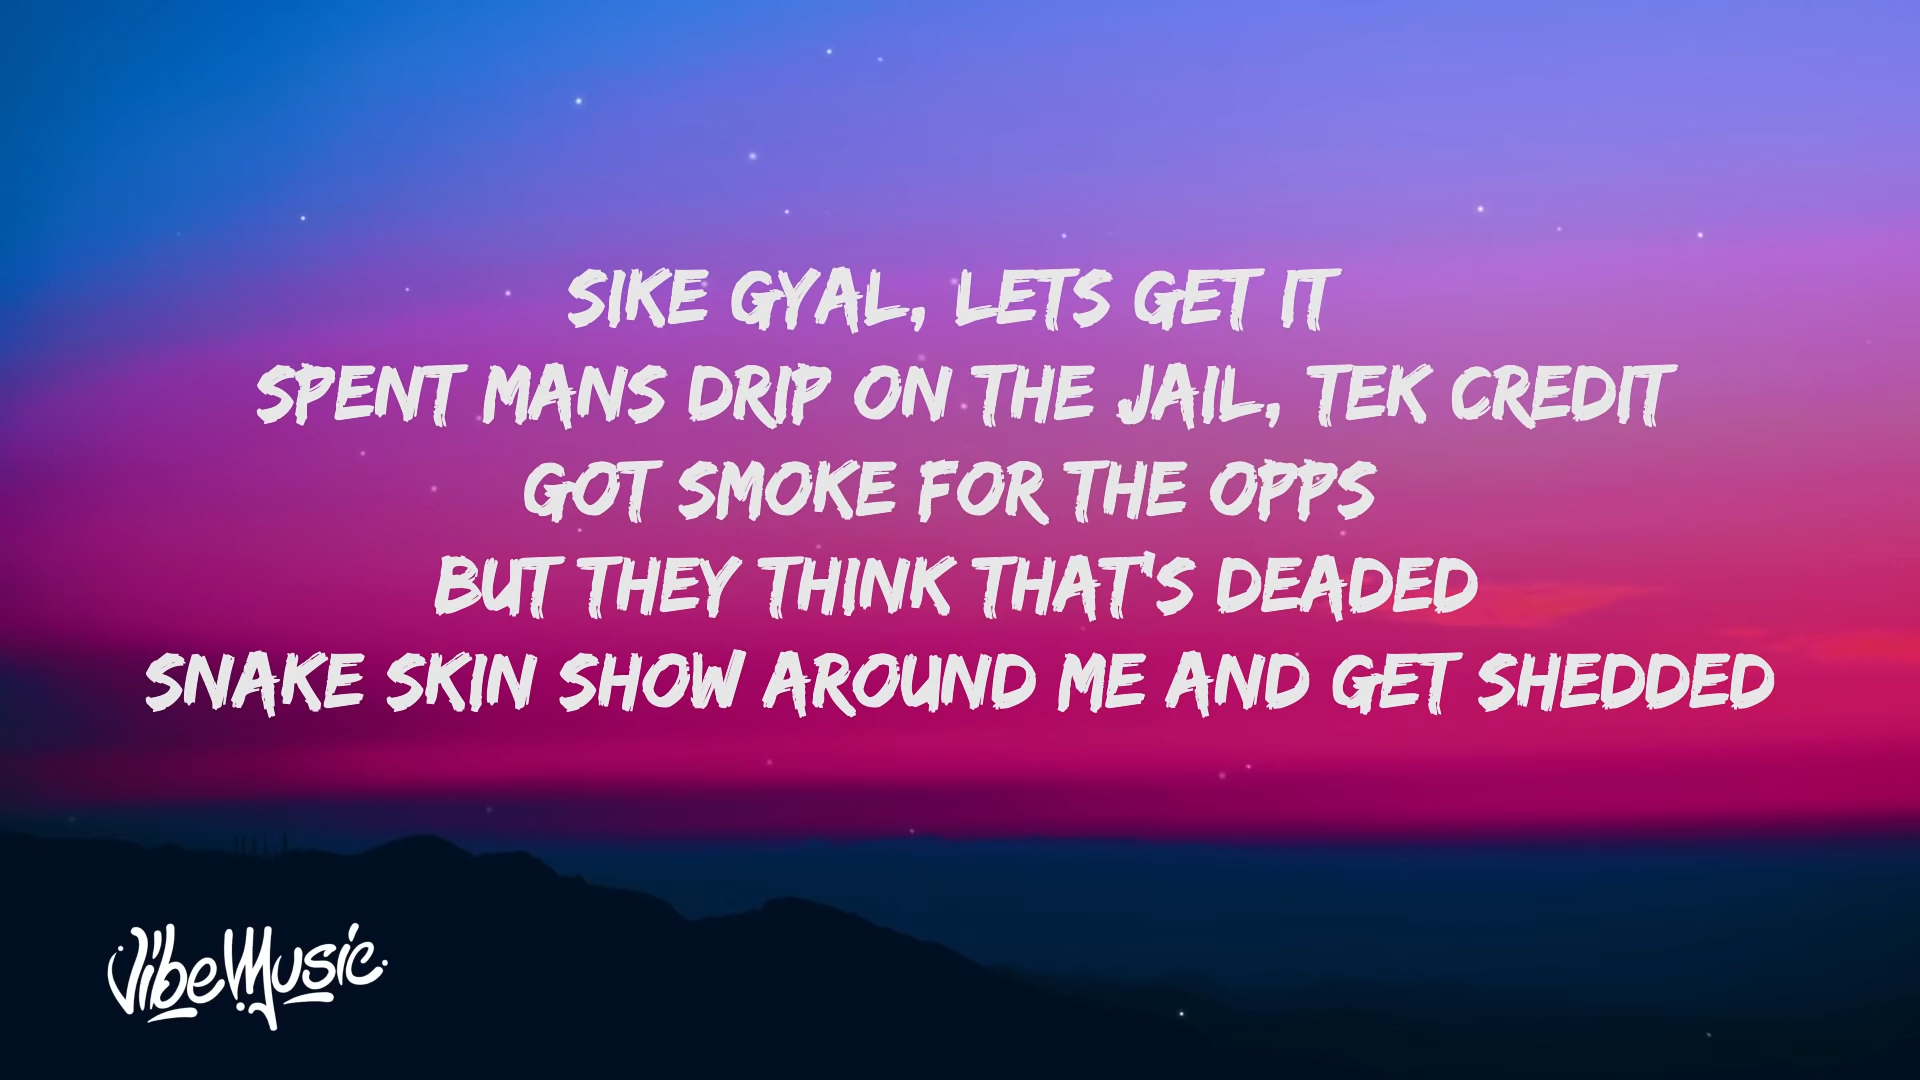 SIKE GYAL, LETS GET IT
SPENT MANS DRIP ON THE JAIL, TEK CREDIT
GOT SMOKE FOR THE OPPS
BUT THEY THINK THAT'S DEADED
SNAKE SKIN SHOW AROUND ME AND GET SHEDDED
VibeMusic